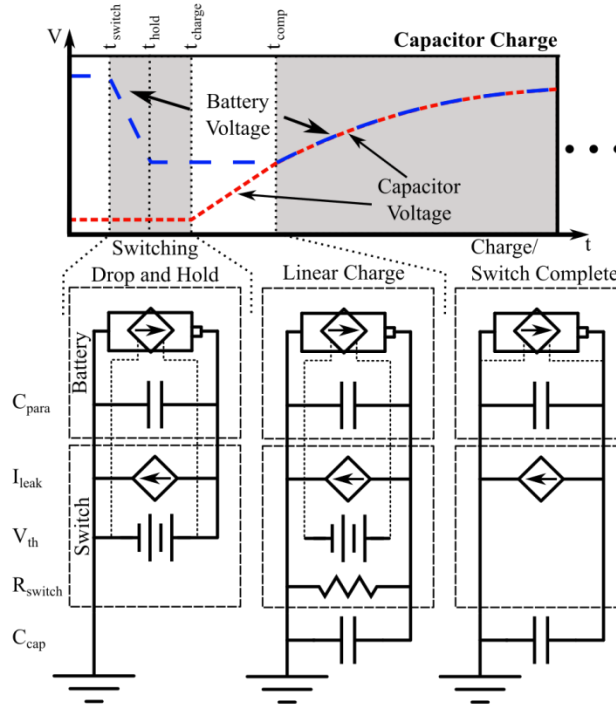 t switch
t hold
t charge
t comp
V
Capacitor Charge
Battery
Voltage
Capacitor
Voltage
t
Switching
Drop and Hold
Linear Charge
Charge/
Switch Complete
Battery
C para
Switch
I leak
V th
R switch
C cap